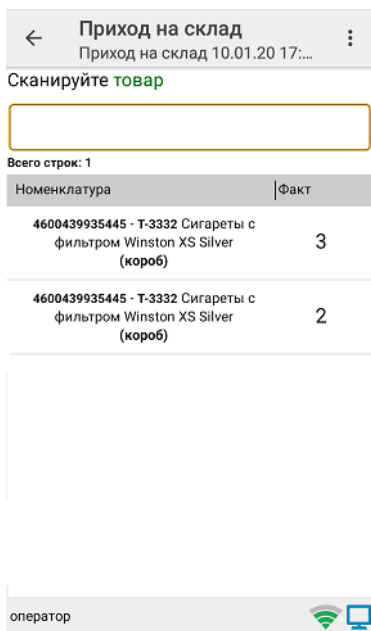 Приход на склад
Приход на склад 10.01.20 17:...
Сканируйте товар
Всего строк: 1
Номенклатура Факт
4600439935445 - T-3332 Сигареты с
фильтром Winston XS Silver 3
(короб)
4600439935445 - T-3332 Сигареты с
фильтром Winston XS Silver 2
(короб)
оператор